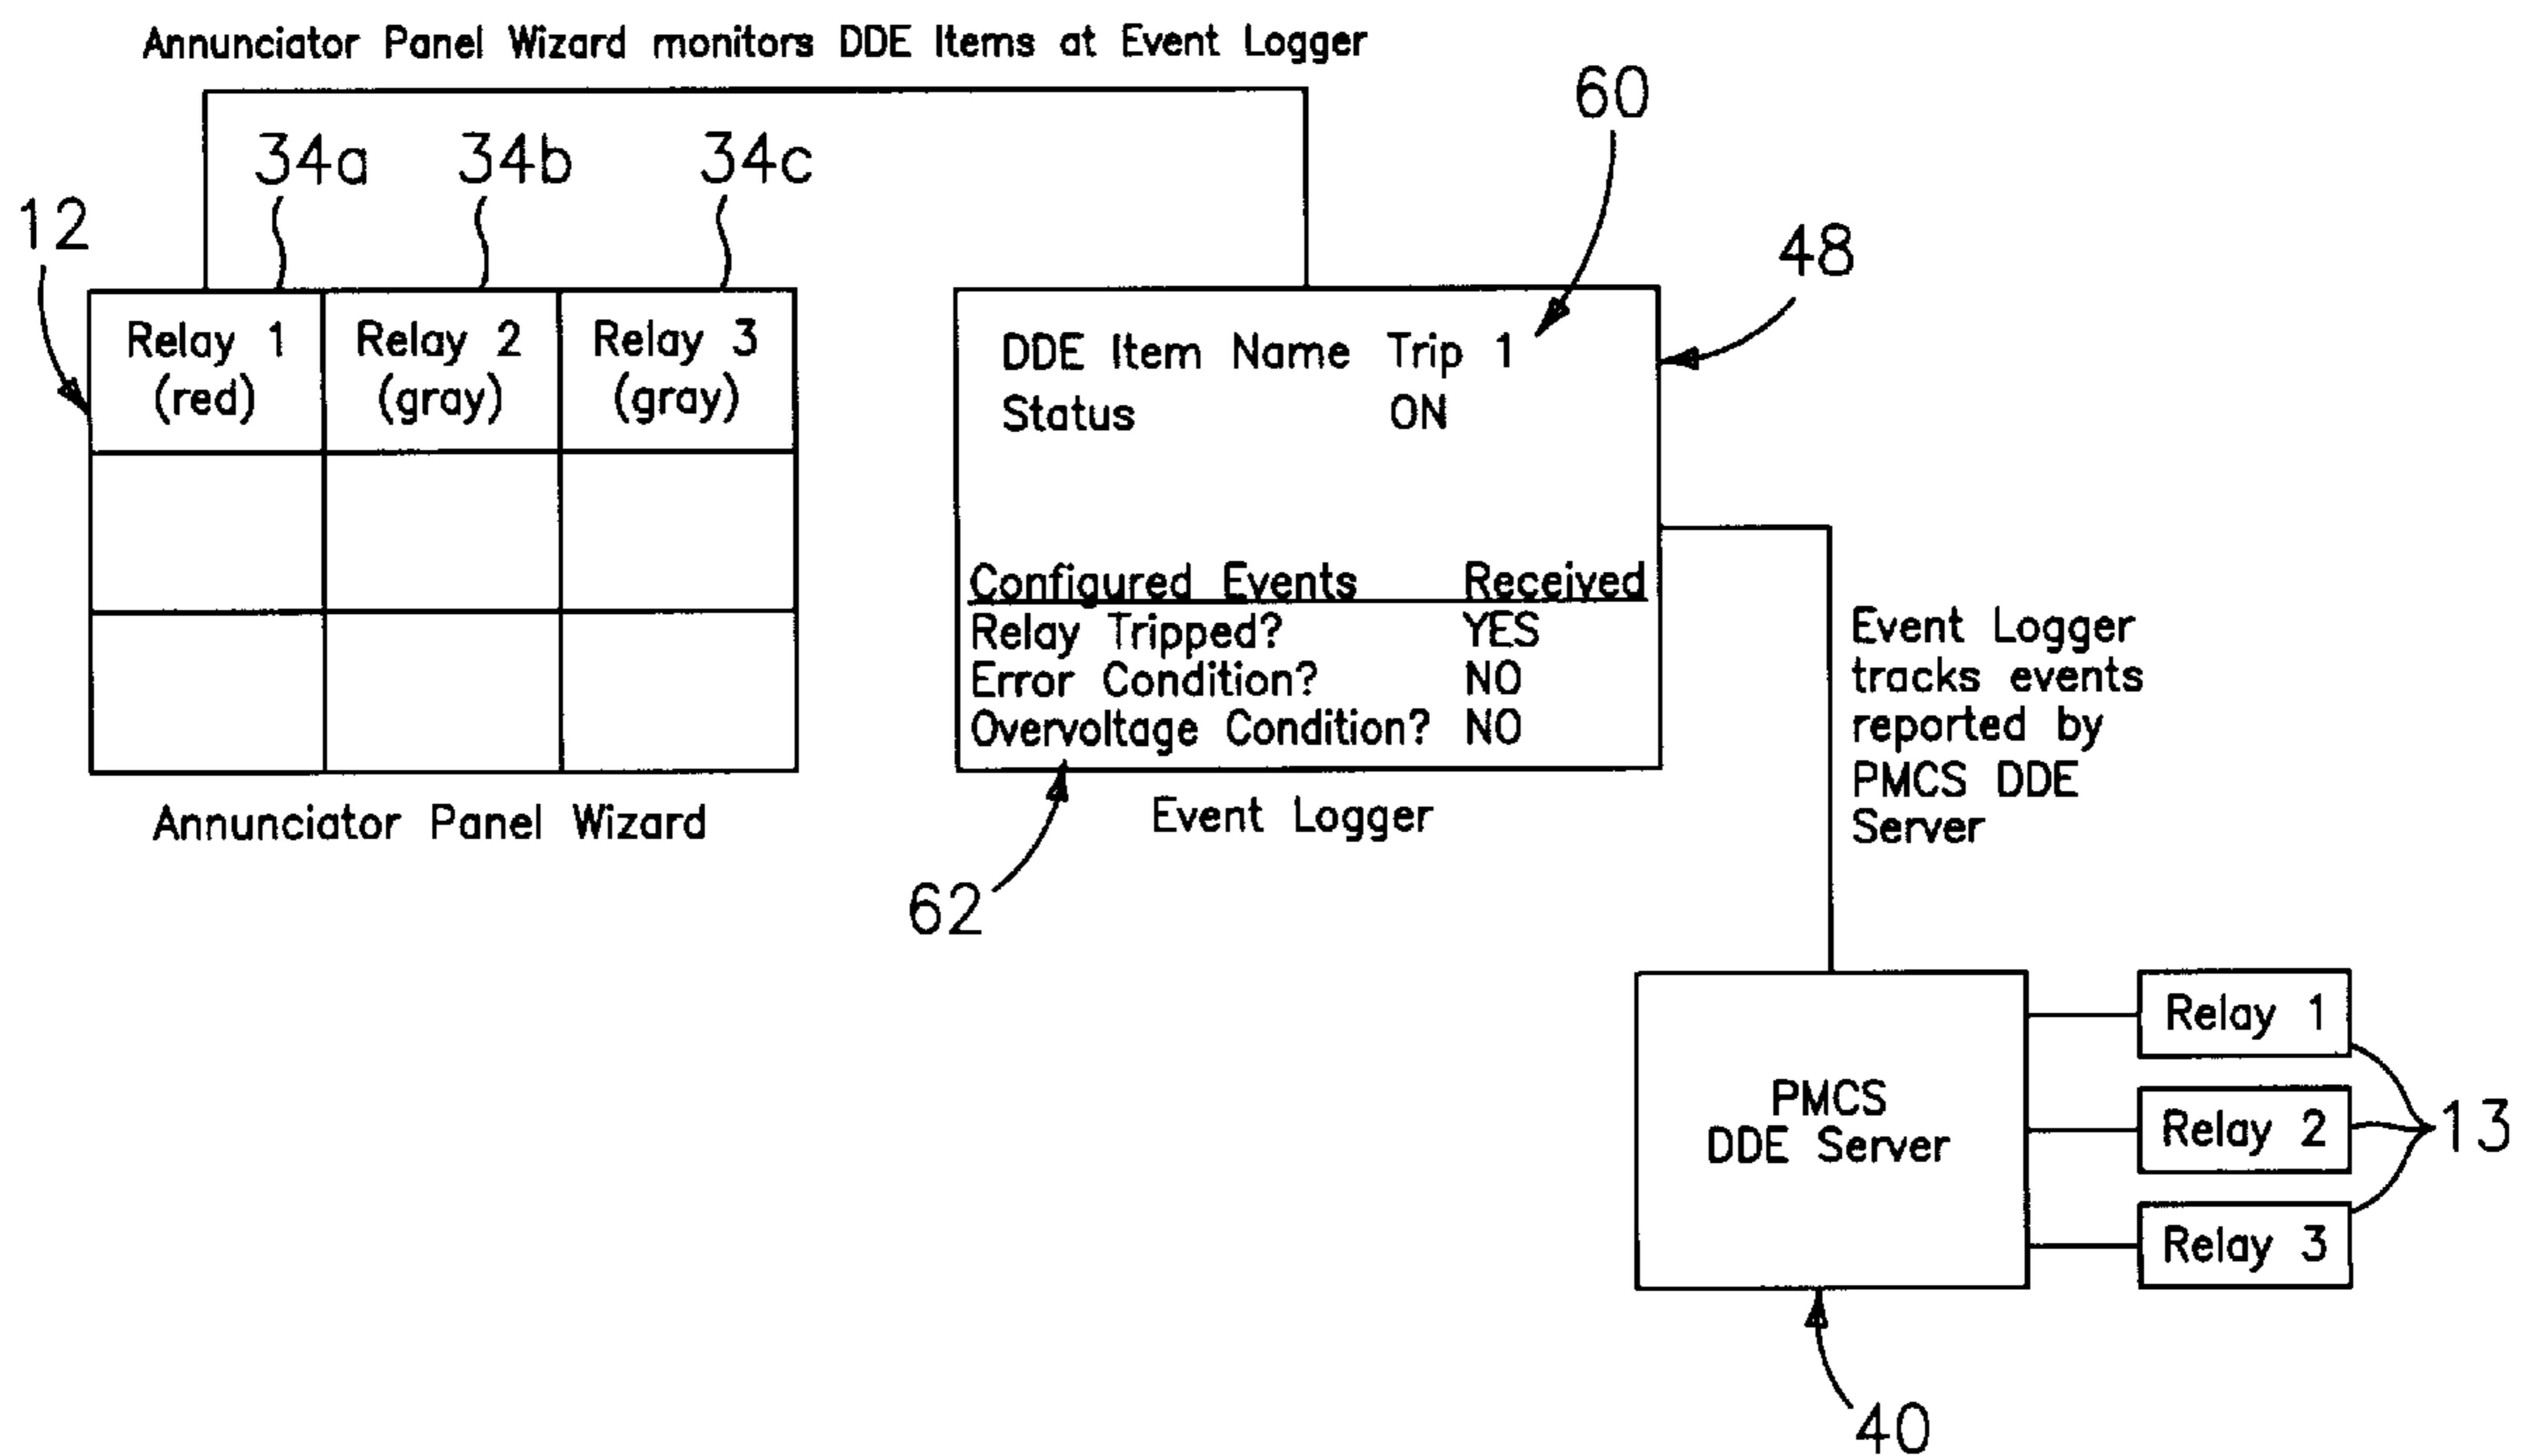 Annunciator Panel Wizard monitors DDE Items at Event Logger
60
34a 34b 34c
12
48
Relay 1
(red)
Relay 2
(gray)
Relay 3
(gray)
Annunciator Panel Wizard
DDE Item Name Trip 1
Status ON
Configured Events Received
Relay Tripped? YES
Error Condition? NO
Overvoltage Condition? NO
Event Logger
62
Event Logger
tracks events
reported by
PMCS DDE
Server
PMCS
DDE Server
Relay 1
Relay 2
Relay 3
13
40